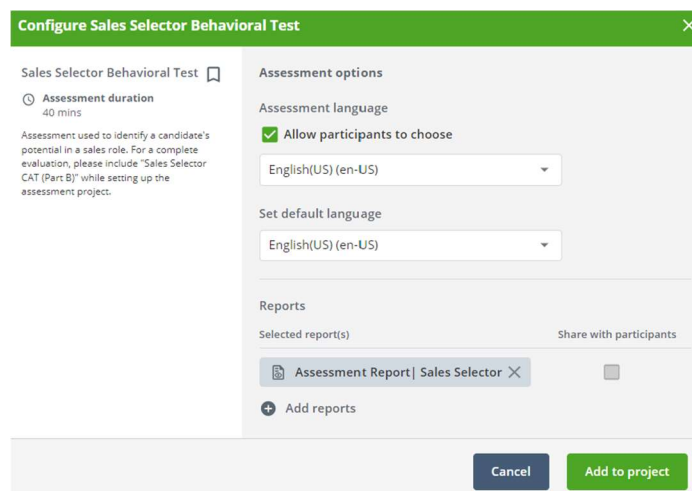 Configure Sales Selector Behavioral Test
Sales Selector Behavioral Test
Assessment duration
40 mins
Assessment used to identify a candidate's
potential in a sales role. For a complete
evaluation, please include "Sales Selector
CAT (Part B)" while setting up the
assessment project.
Assessment options
Assessment language
Allow participants to choose
English(US) (en-US)
Set default language
English(US) (en-US)
Reports
Selected report(s) Share with participants
Assessment Report| Sales Selector
Add reports
Cancel Add to project